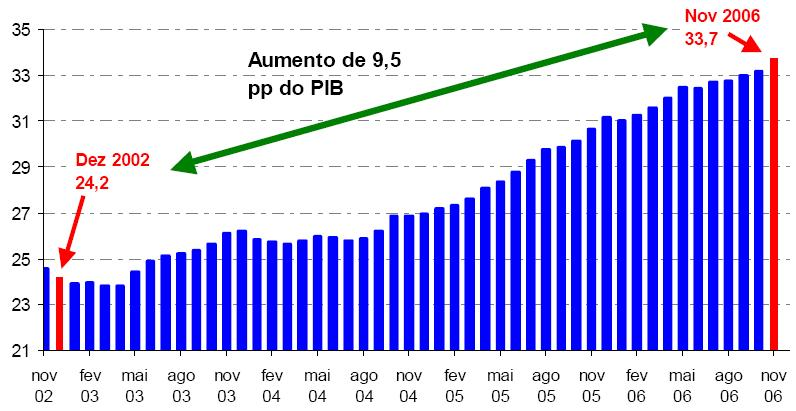 Nov 2006
33,7
Aumento de 9,5
pp do PIB
Dez 2002
24,2
35
33
31
29
27
25
23
21
nov fev mai ago nov fev mai ago nov fev mai ago nov fev mai ago nov
02 03 03 03 03 04 04 04 04 05 05 05 05 06 06 06 06